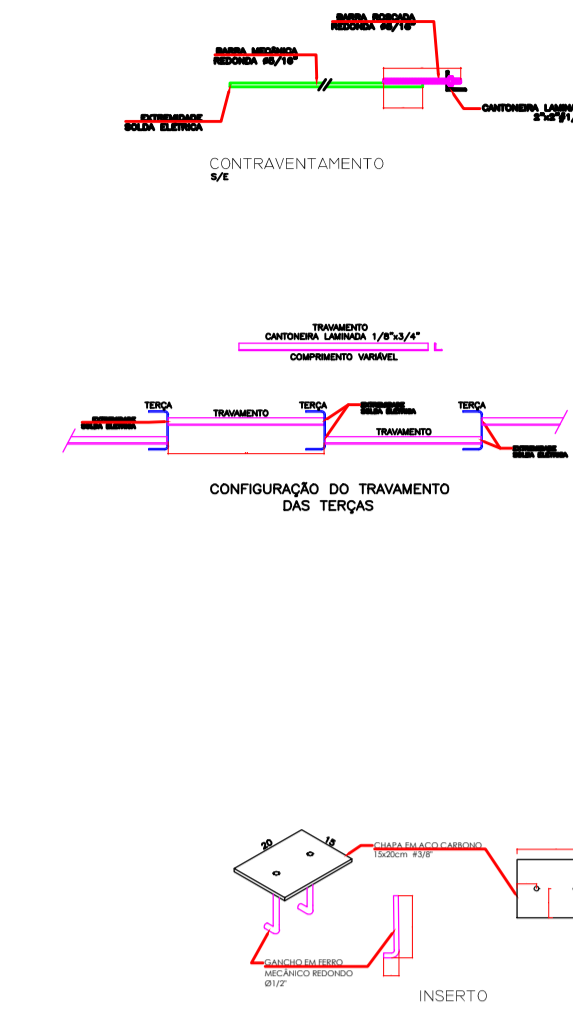 BARRA ROSCADA
REDONDA Ø5/16"
BARRA MECÂNICA
REDONDA Ø5/16"
EXTREMIDADE
SOLDA ELETRICA
CANTONEIRA LAMINA
2"x2"
CONTRAVENTAMENTO
S/E
TRAVAMENTO
CANTONEIRA LAMINADA 1/8"x3/4"
COMPRIMENTO VARIÁVEL
TERÇA
TERÇA
TERÇA
TRAVAMENTO
EXTREMIDADE
SOLDA ELETRICA
EXTREMIDADE
SOLDA ELETRICA
TRAVAMENTO
EXTREMIDADE
SOLDA ELETRICA
CONFIGURAÇÃO DO TRAVAMENTO
DAS TERÇAS
20
15
CHAPA EM AÇO CARBONO
15x20cm #3/8"
GANCHO EM FERRO
MECÂNICO REDONDO
Ø1/2"
INSERTO